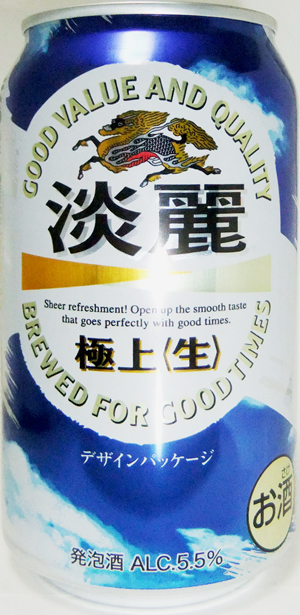 GOOD VALUE AND QUALITY
淡麗
Sheer refreshment! Open up the smooth taste
that goes perfectly with good times.
極上〈生〉
BREWED FOR GOOD TIMES
デザインパッケージ
さけ
お酒
発泡酒 ALC.5.5%